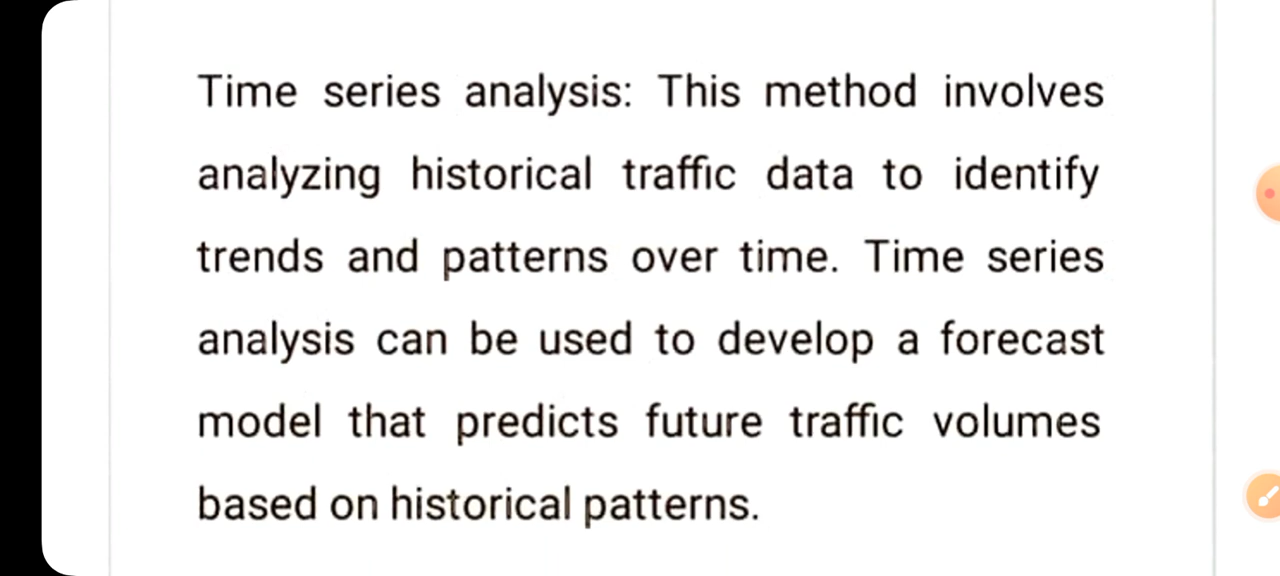 Time series analysis: This method involves
analyzing historical traffic data to identify
trends and patterns over time. Time series
analysis can be used to develop a forecast
model that predicts future traffic volumes
based on historical patterns.